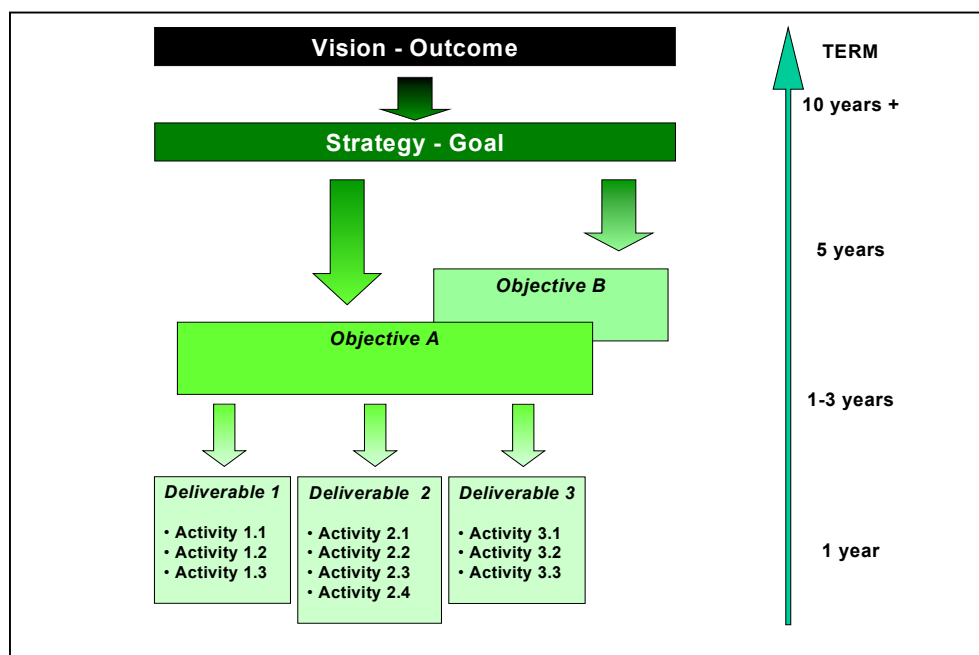 Vision - Outcome
Strategy - Goal
Objective B
Objective A
Deliverable 1
• Activity 1.1
• Activity 1.2
• Activity 1.3
Deliverable 2
• Activity 2.1
• Activity 2.2
• Activity 2.3
• Activity 2.4
Deliverable 3
• Activity 3.1
• Activity 3.2
• Activity 3.3
TERM
10 years +
5 years
1-3 years
1 year